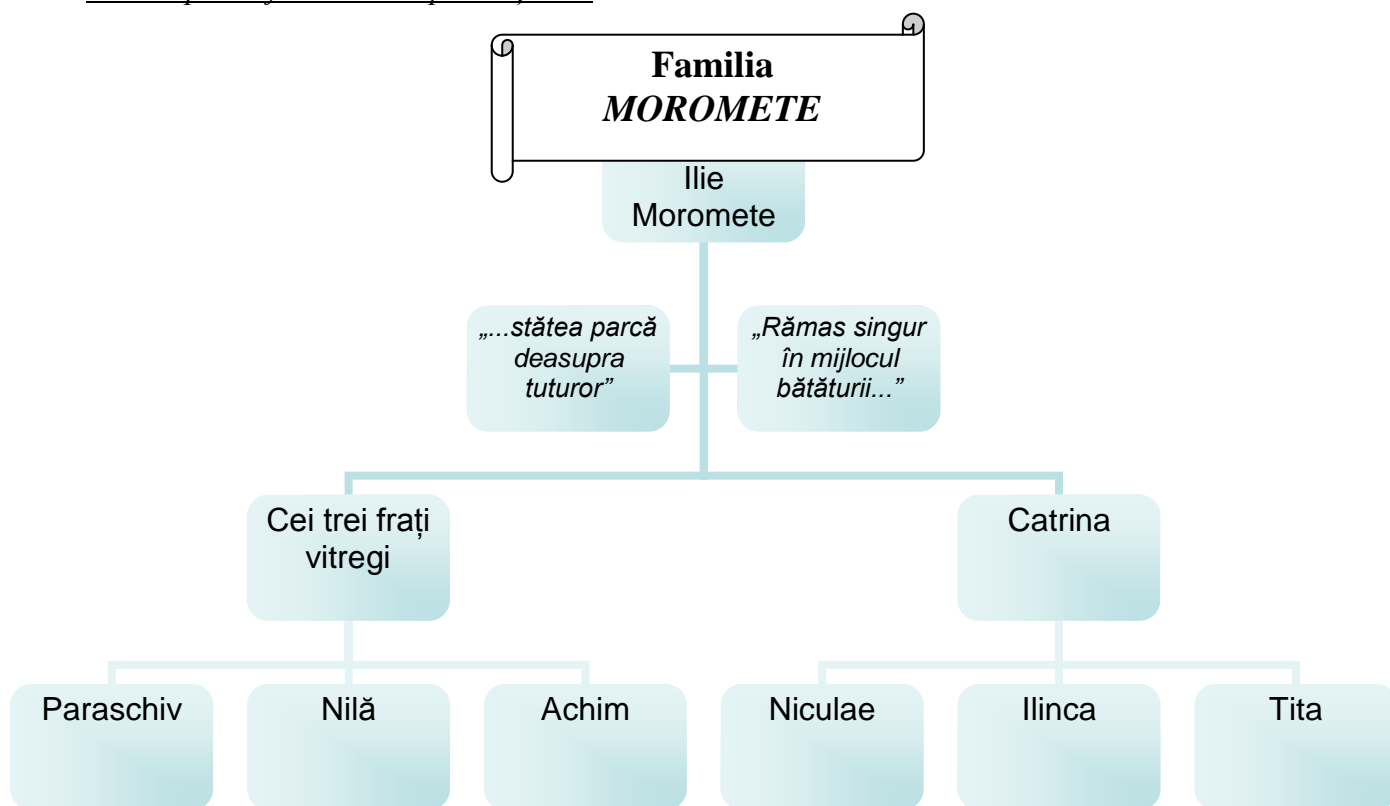 Familia
MOROMETE
Ilie
Moromete
„...stătea parcă
deasupra
tuturor”
„Rămas singur
în mijlocul
bătăturii...”
Cei trei frați
vitregi
Catrina
Paraschiv
Nilă
Achim
Niculae
Ilinca
Tita